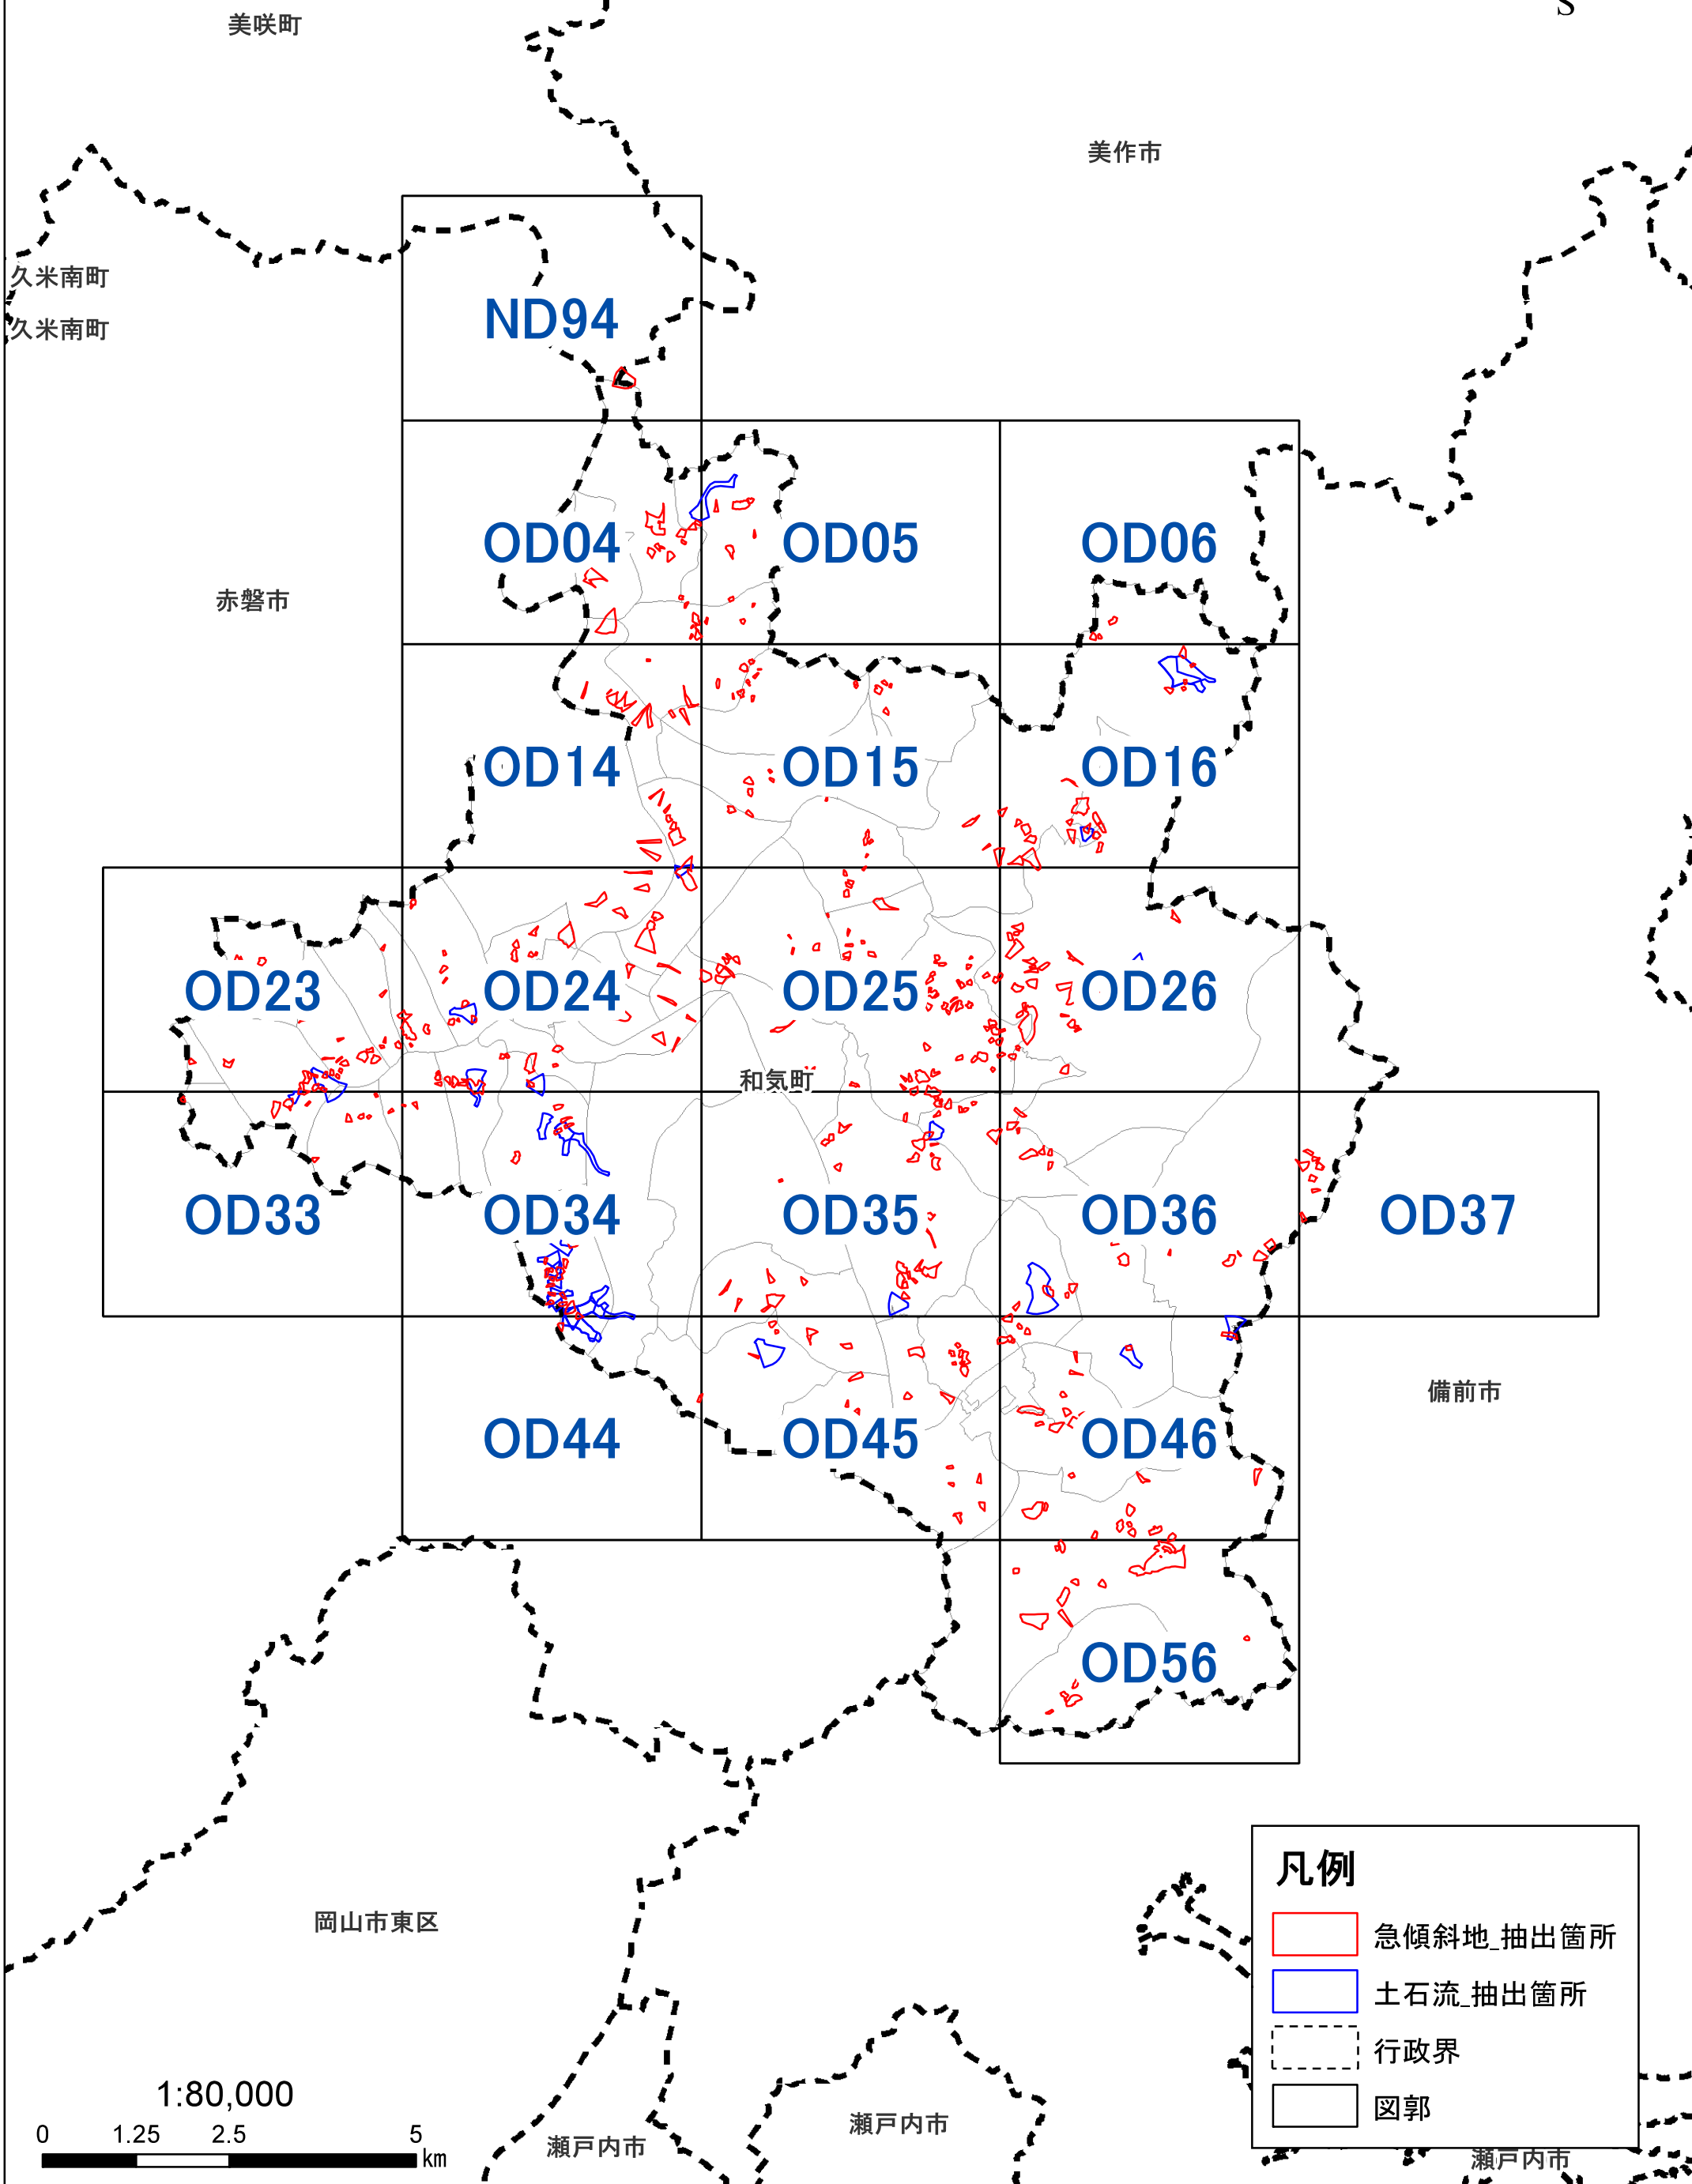 S
美咲町
美作市
久米南町
久米南町
ND94
OD04
OD05
OD06
赤磐市
OD14
OD15
OD16
OD23
OD24
OD25
OD26
和気町
OD33
OD34
OD35
OD36
OD37
備前市
OD44
OD45
OD46
OD56
岡山市東区
凡例
急傾斜地_抽出箇所
土石流_抽出箇所
行政界
図郭
1:80,000
0 1.25 2.5 5
km
瀬戸内市
瀬戸内市
瀬戸内市